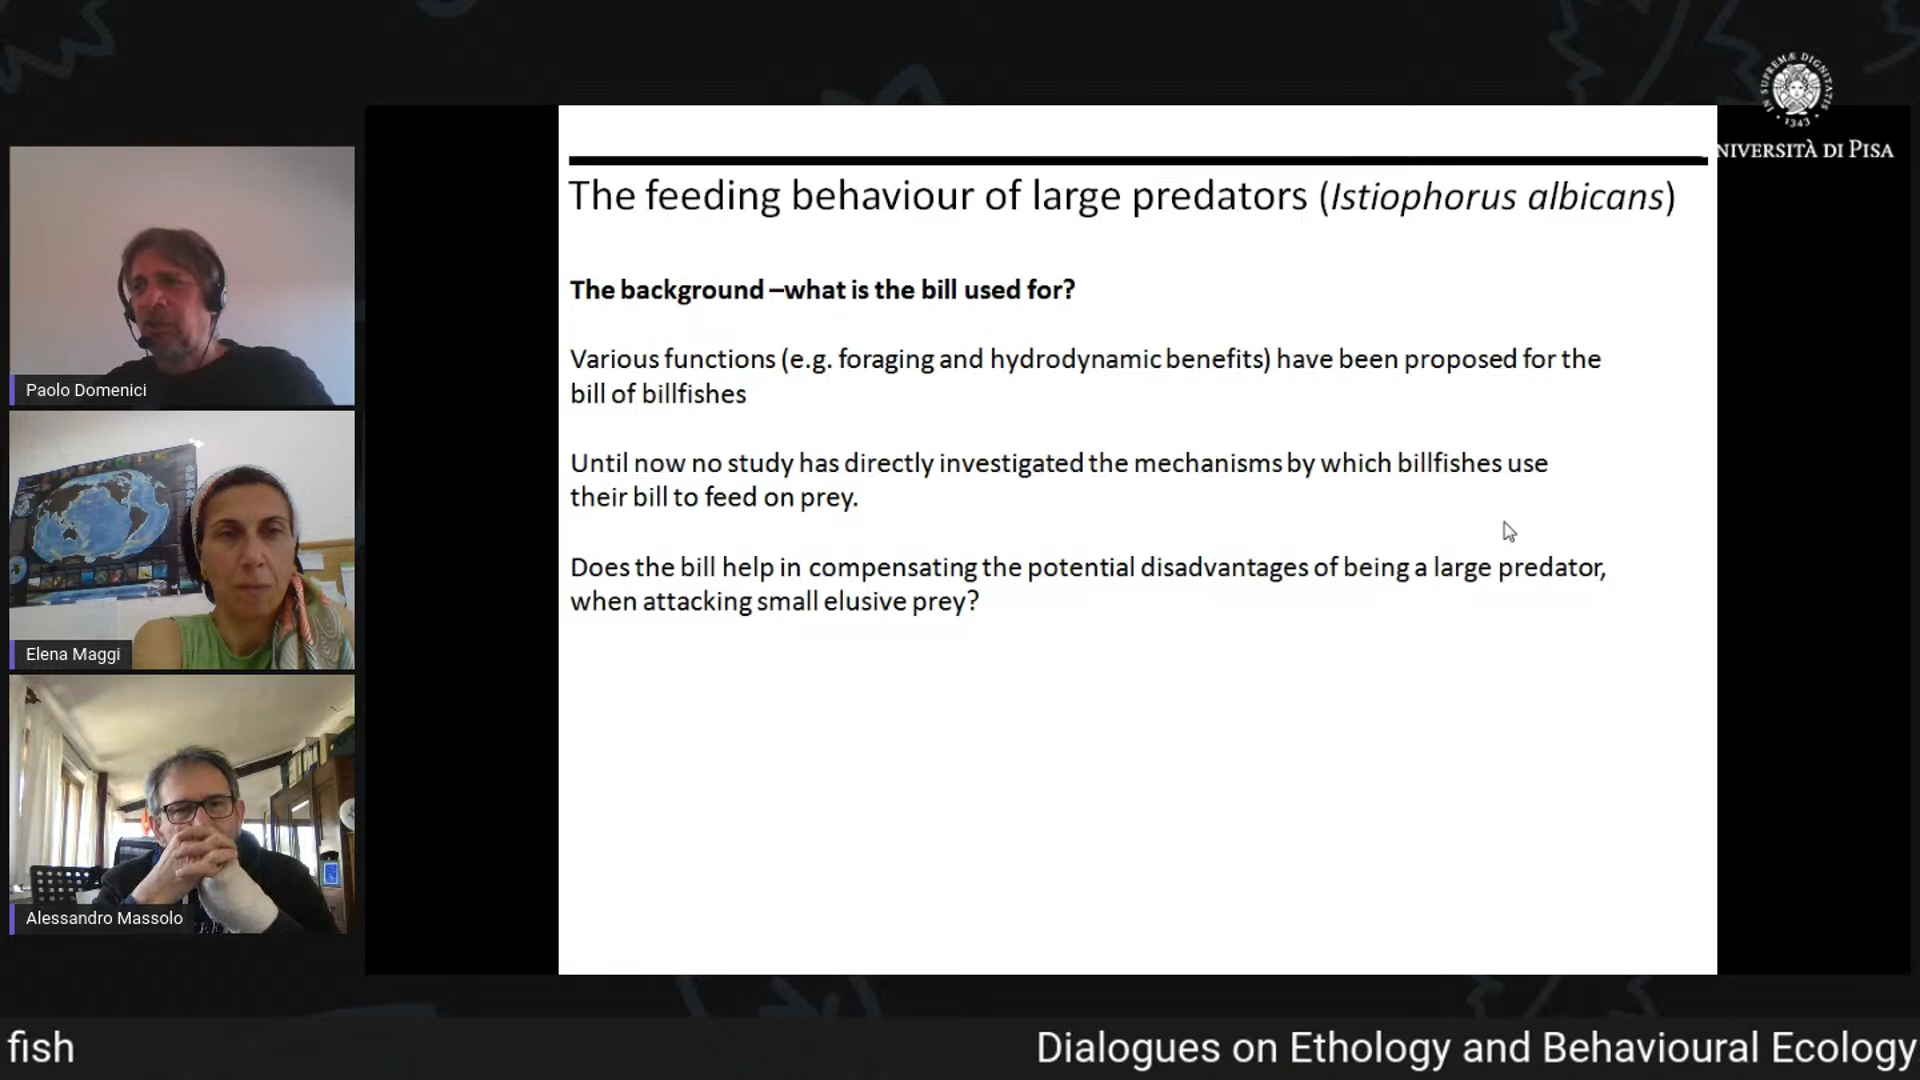 IN SUPREMÆ DIGNITATIS
· 1343 ·
NIVERSITÀ DI PISA
The feeding behaviour of large predators (Istiophorus albicans)
The background –what is the bill used for?
Various functions (e.g. foraging and hydrodynamic benefits) have been proposed for the
bill of billfishes
Until now no study has directly investigated the mechanisms by which billfishes use
their bill to feed on prey.
Does the bill help in compensating the potential disadvantages of being a large predator,
when attacking small elusive prey?
Paolo Domenici
Elena Maggi
Alessandro Massolo
fish
Dialogues on Ethology and Behavioural Ecology